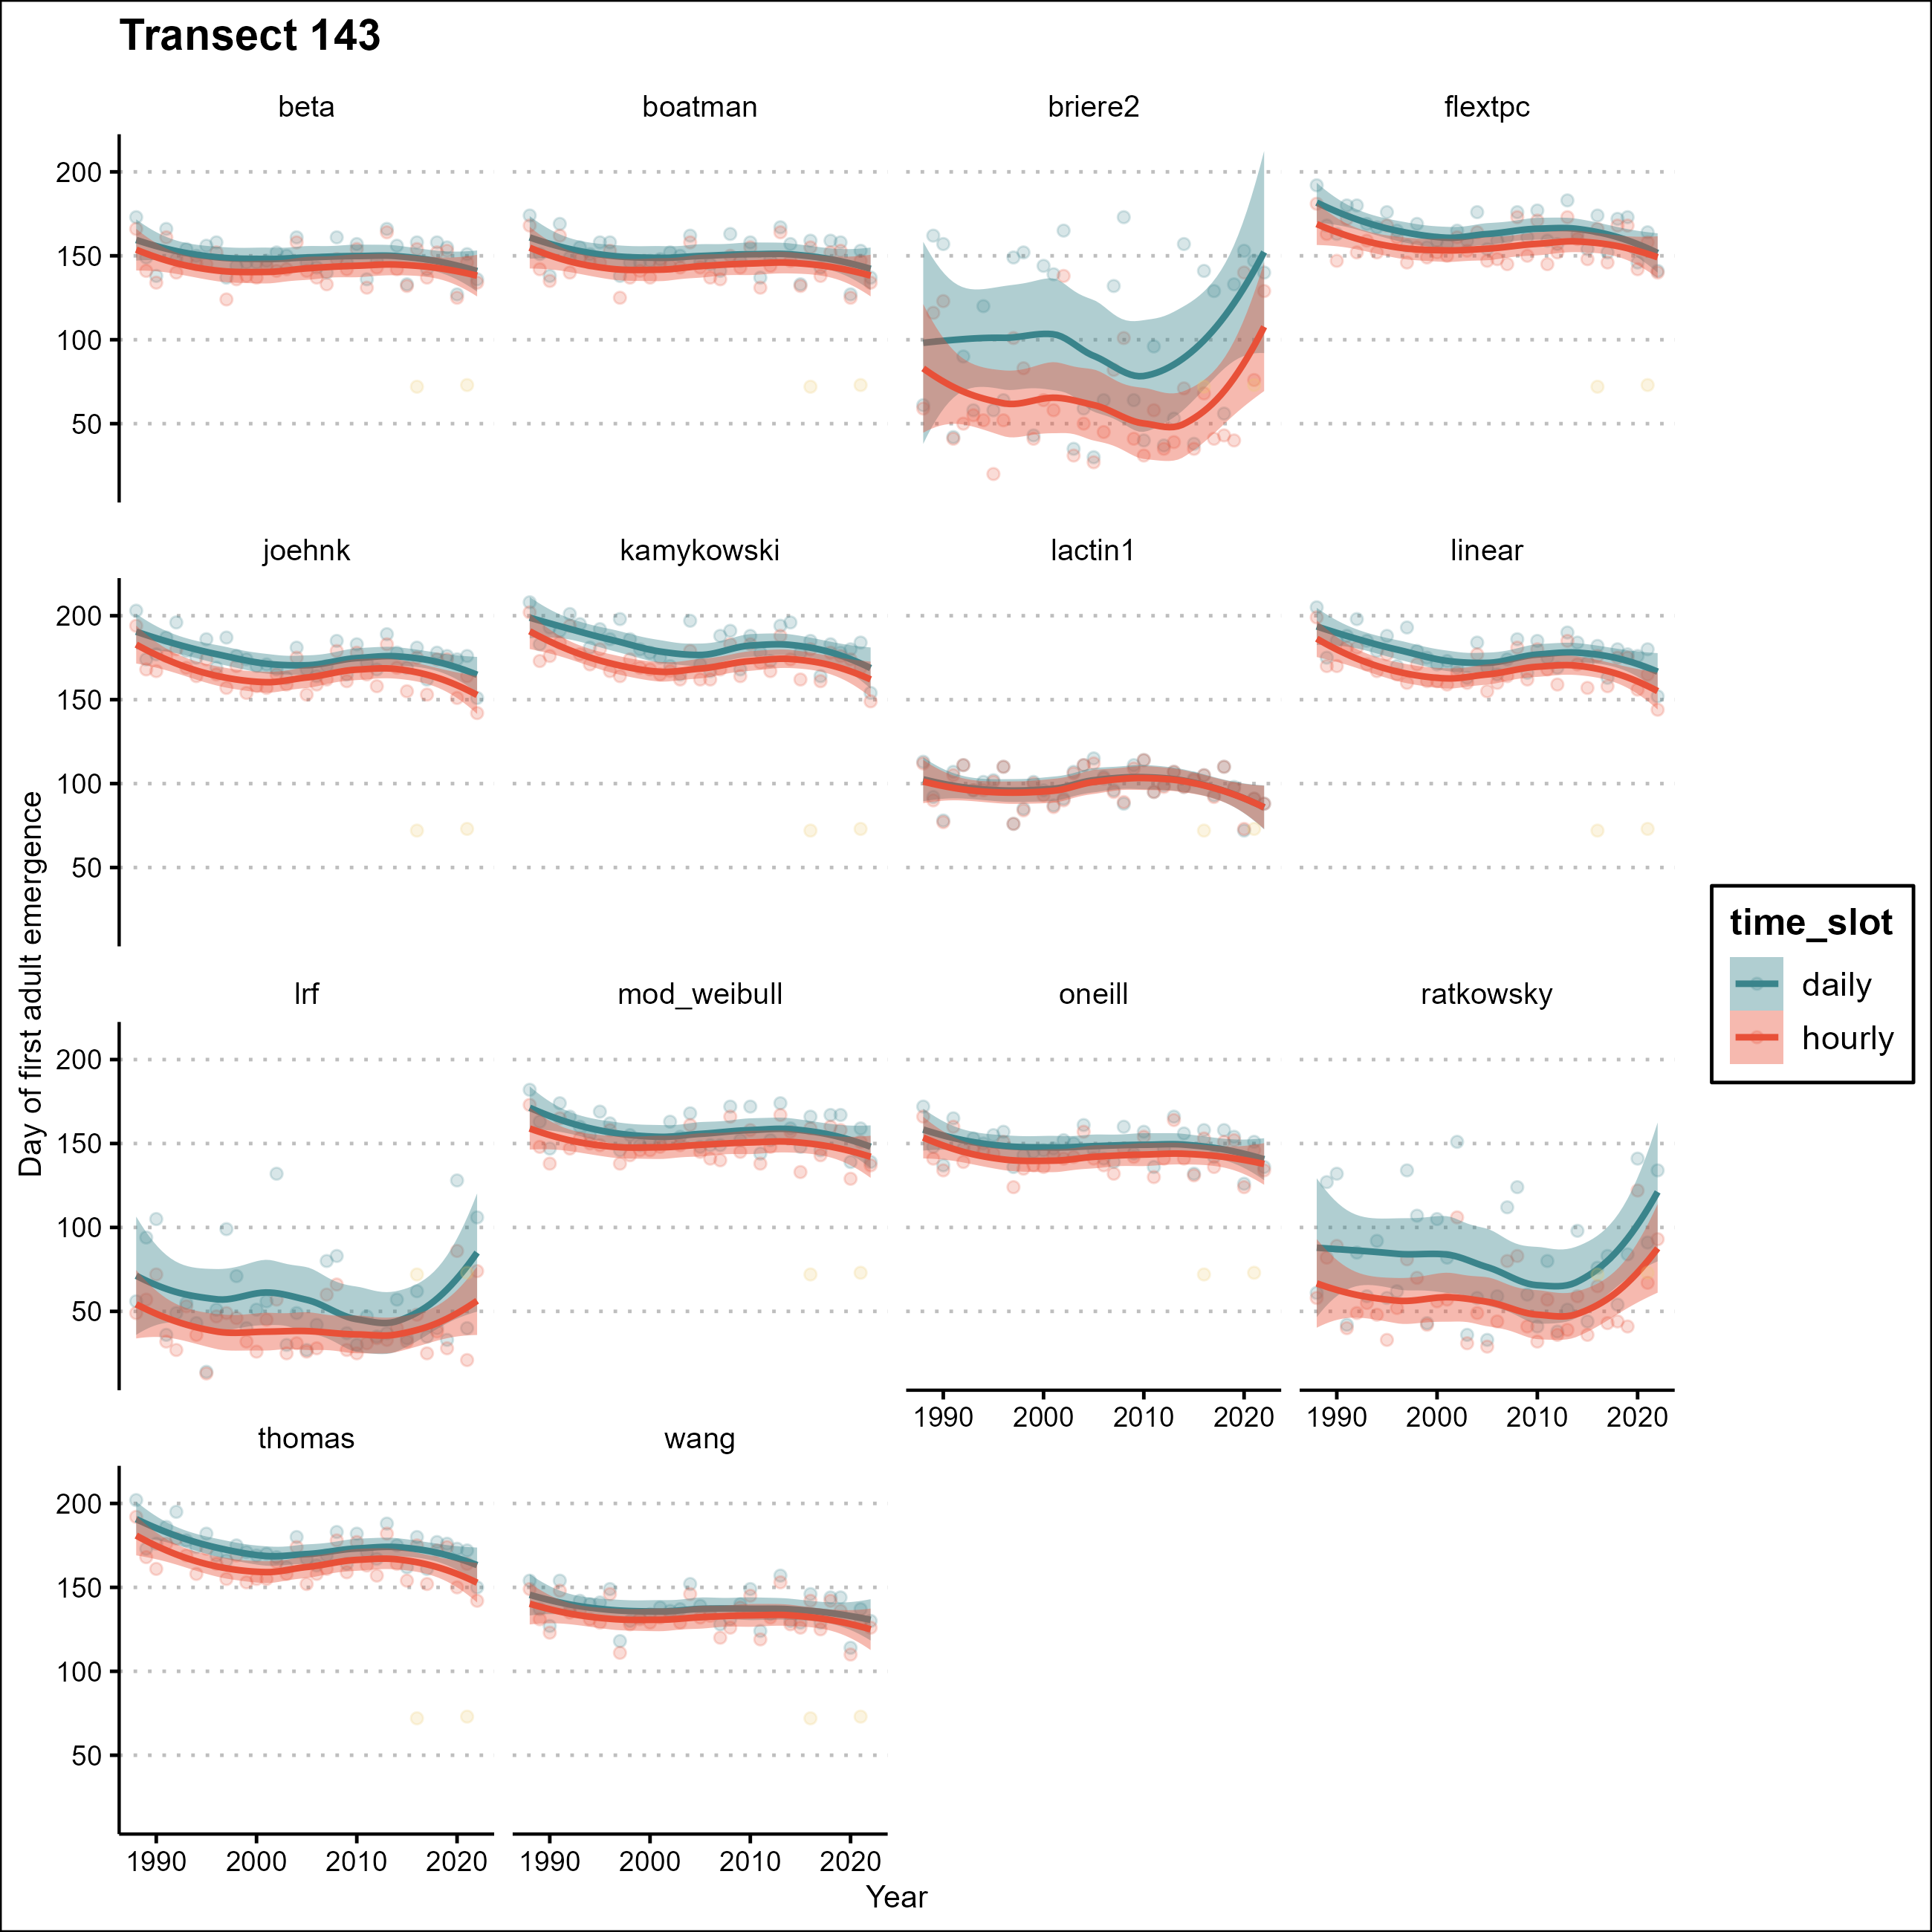 Transect 143
beta boatman briere2 flextpc
200
150
100
50
joehnk kamykowski lactin1 linear
200
150
100
50
Day of first adult emergence
time_slot
daily
hourly
lrf mod_weibull oneill ratkowsky
200
150
100
50
1990 2000 2010 2020 1990 2000 2010 2020
thomas wang
200
150
100
50
1990 2000 2010 2020 1990 2000 2010 2020
Year